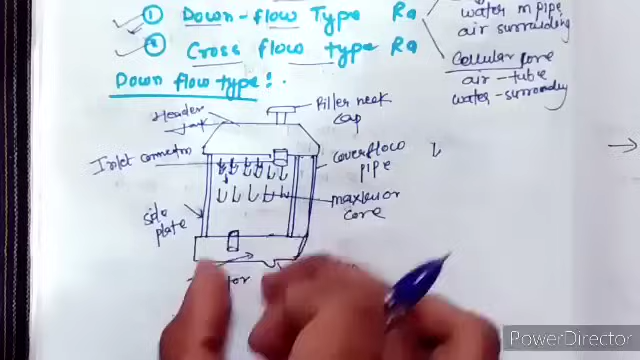 ① Down-flow Type Ra
② Cross flow type Ra
water in pipe
air surrounding
Cellular core
air - tube
water - surrounding
Down flow type :.
Header
tank
Filler neck
cap
Inlet
overflow
pipe
side
plate
core
PowerDirector